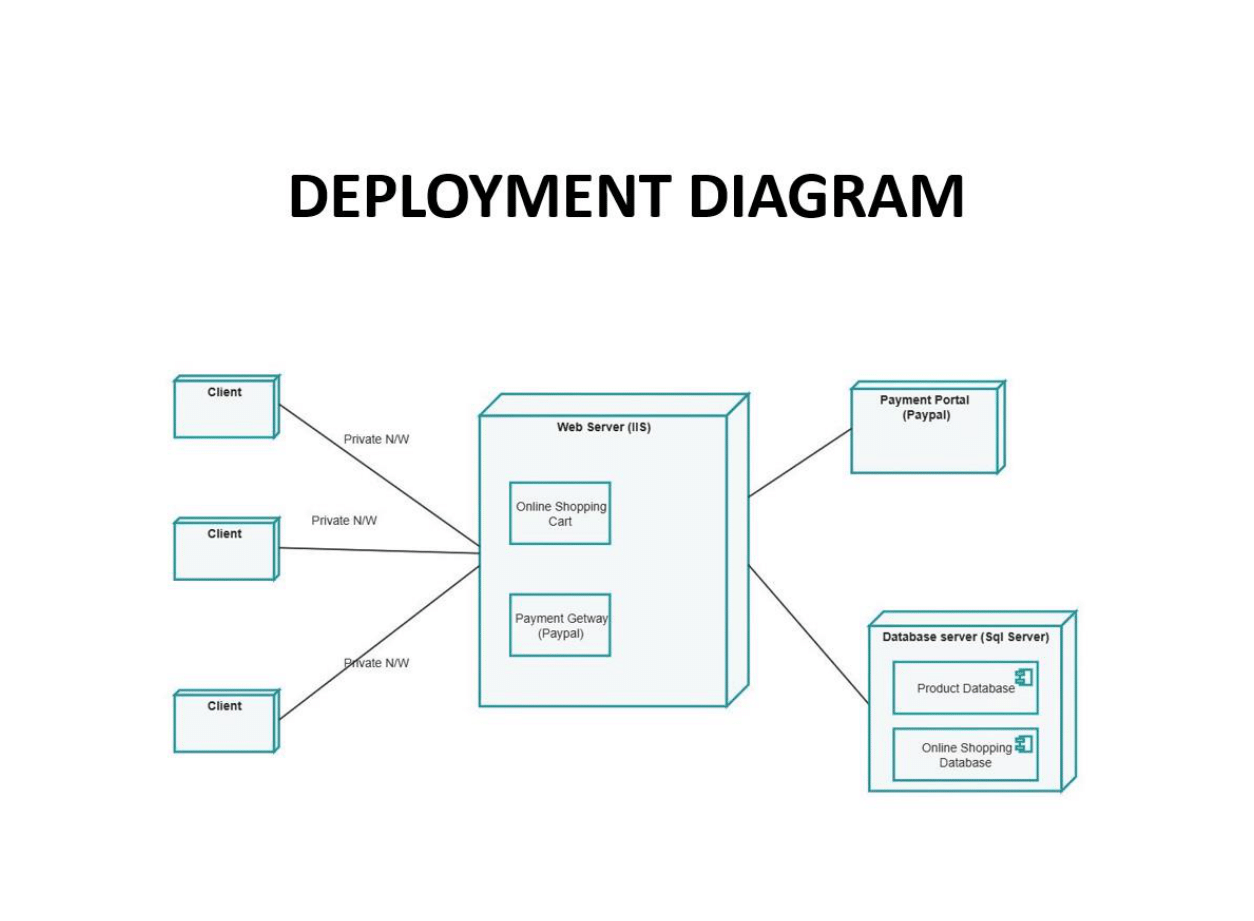 DEPLOYMENT DIAGRAM
Client
Private N/W
Client
Private N/W
Client
Private N/W
Web Server (IIS)
Online Shopping
Cart
Payment Getway
(Paypal)
Payment Portal
(Paypal)
Database server (Sql Server)
Product Database
Online Shopping
Database